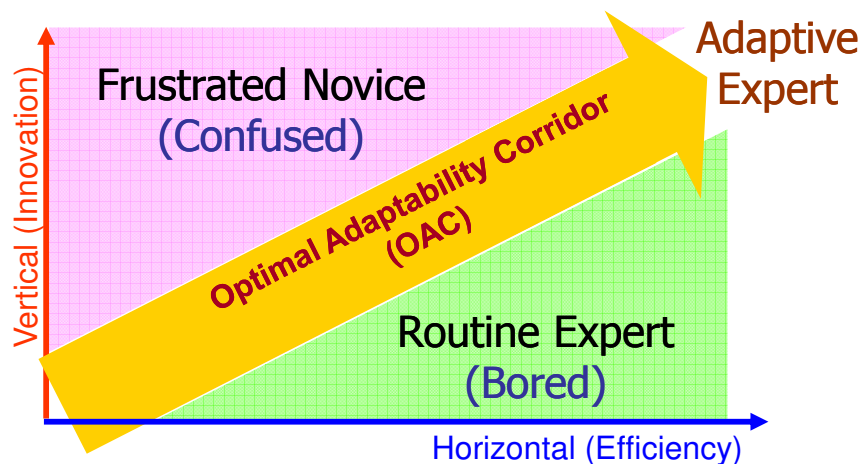 Adaptive
Expert
Frustrated Novice
(Confused)
Vertical (Innovation)
Optimal Adaptability Corridor
(OAC)
Routine Expert
(Bored)
Horizontal (Efficiency)